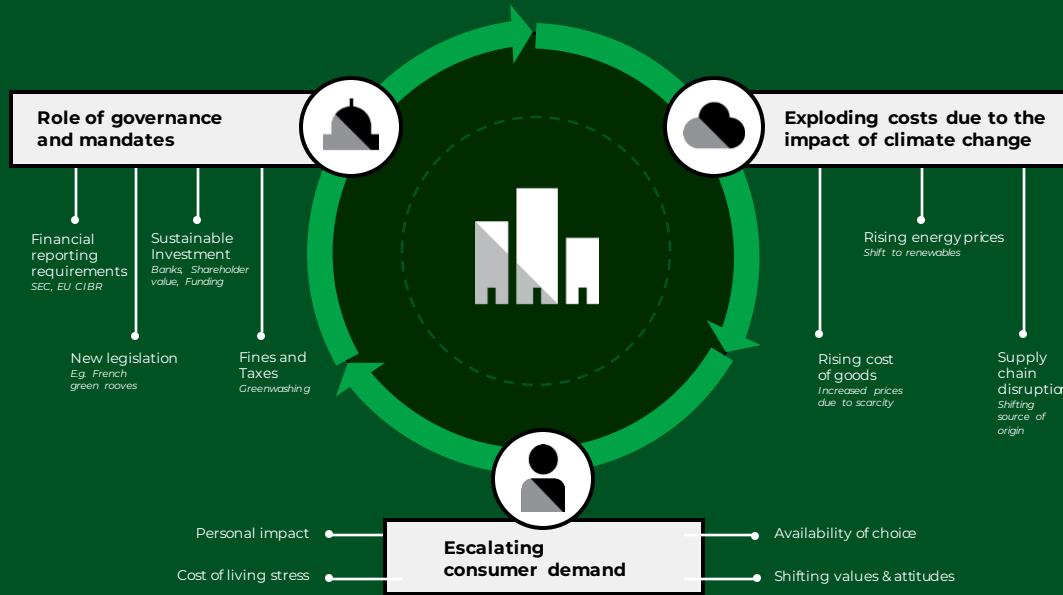 Role of governance
and mandates
Exploding costs due to the
impact of climate change
Financial
reporting
requirements
SEC, EU CIBR
Sustainable
Investment
Banks, Shareholder
value, Funding
New legislation
E.g. French
green rooves
Fines and
Taxes
Greenwashing
Rising energy prices
Shift to renewables
Rising cost
of goods
Increased prices
due to scarcity
Supply
chain
Shifting
source of
origin
Escalating
consumer demand
Personal impact
Cost of living stress
Availability of choice
Shifting values & attitudes